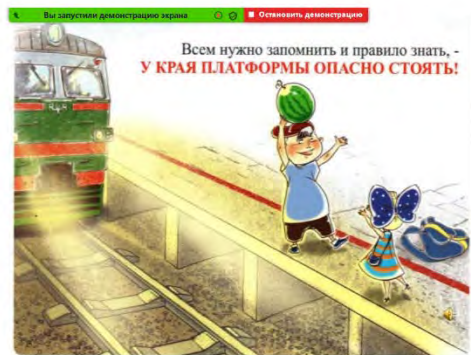 Вы запустили демонстрацию экрана
Остановить демонстрацию
Всем нужно запомнить и правило знать, -
У КРАЯ ПЛАТФОРМЫ ОПАСНО СТОЯТЬ!